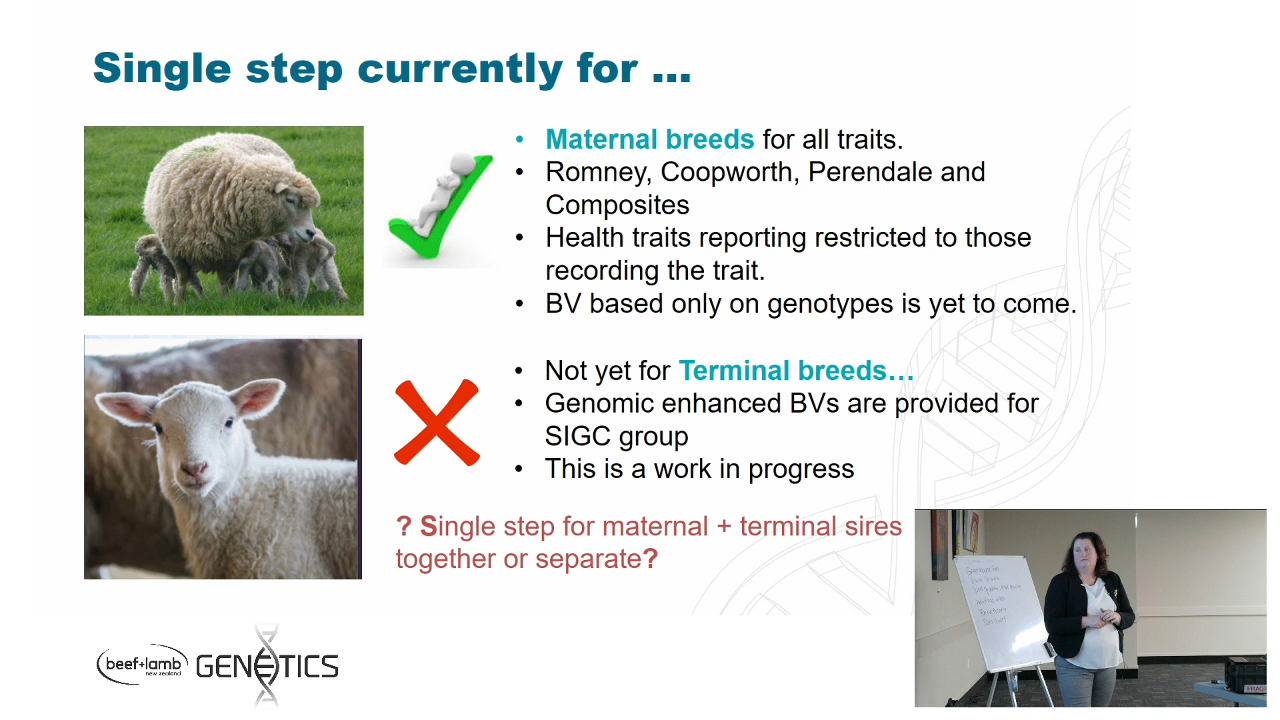 Single step currently for ...
• Maternal breeds for all traits.
• Romney, Coopworth, Perendale and
Composites
• Health traits reporting restricted to those
recording the trait.
• BV based only on genotypes is yet to come.
• Not yet for Terminal breeds...
• Genomic enhanced BVs are provided for
SIGC group
• This is a work in progress
? Single step for maternal + terminal sires
together or separate?
beef+lamb
new zealand
GENETICS